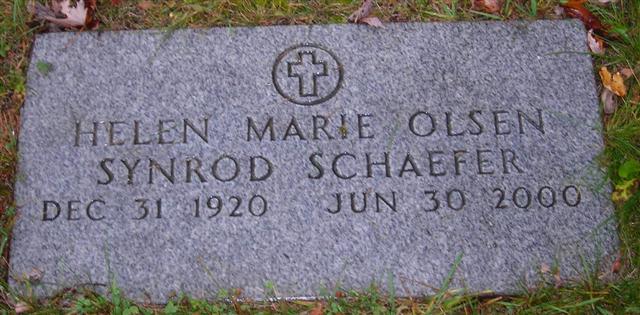 HELEN MARIE OLSEN
SYNROD SCHAEFER
DEC 31 1920 JUN 30 2000